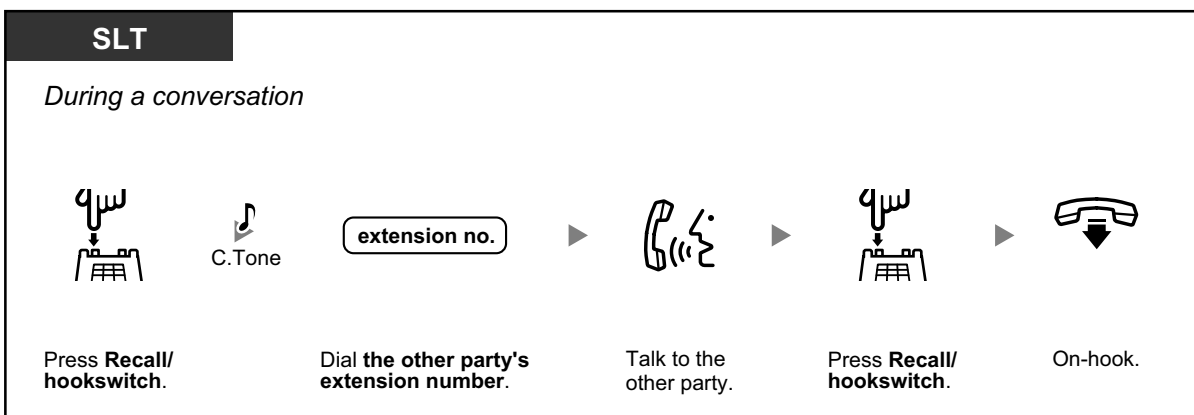 SLT
During a conversation
C.Tone
extension no.
Press Recall/
hookswitch.
Dial the other party's
extension number.
Talk to the
other party.
Press Recall/
hookswitch.
On-hook.